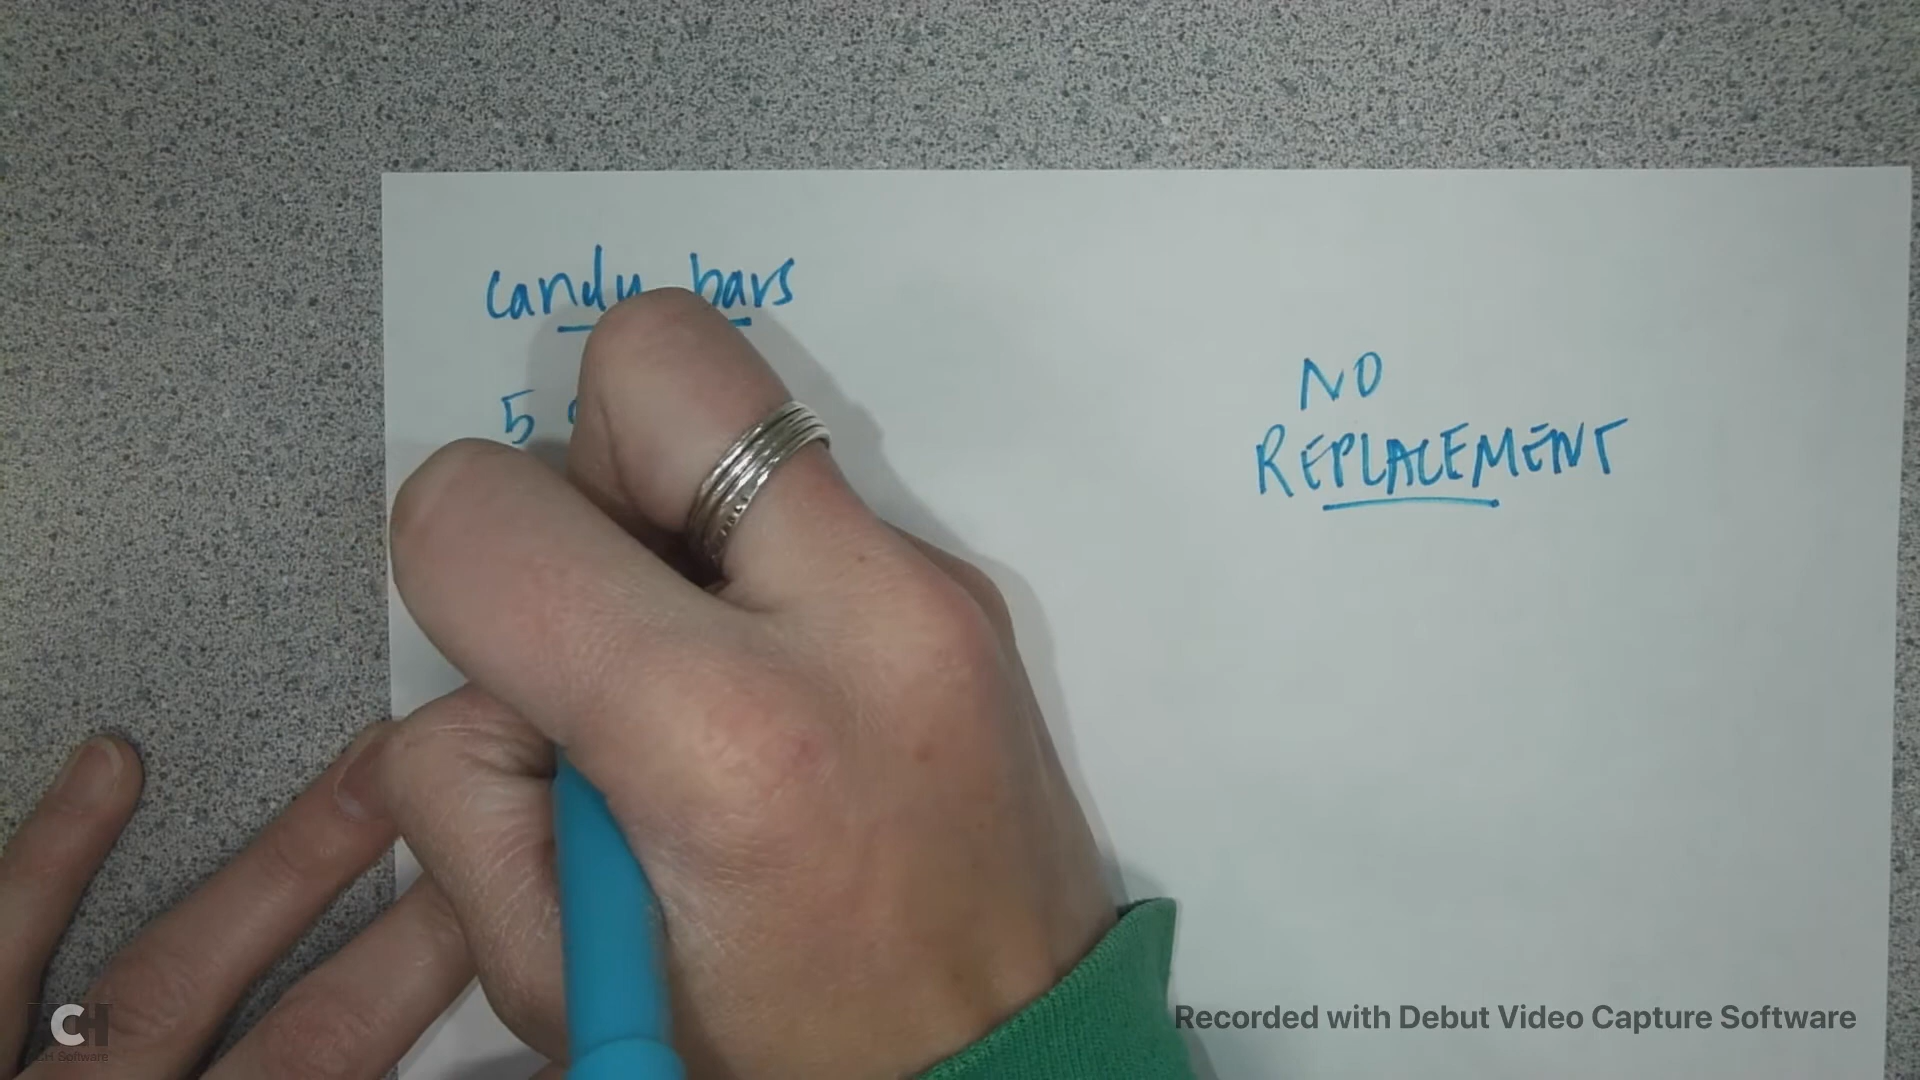 candy bars
5
NO
REPLACEMENT
Recorded with Debut Video Capture Software